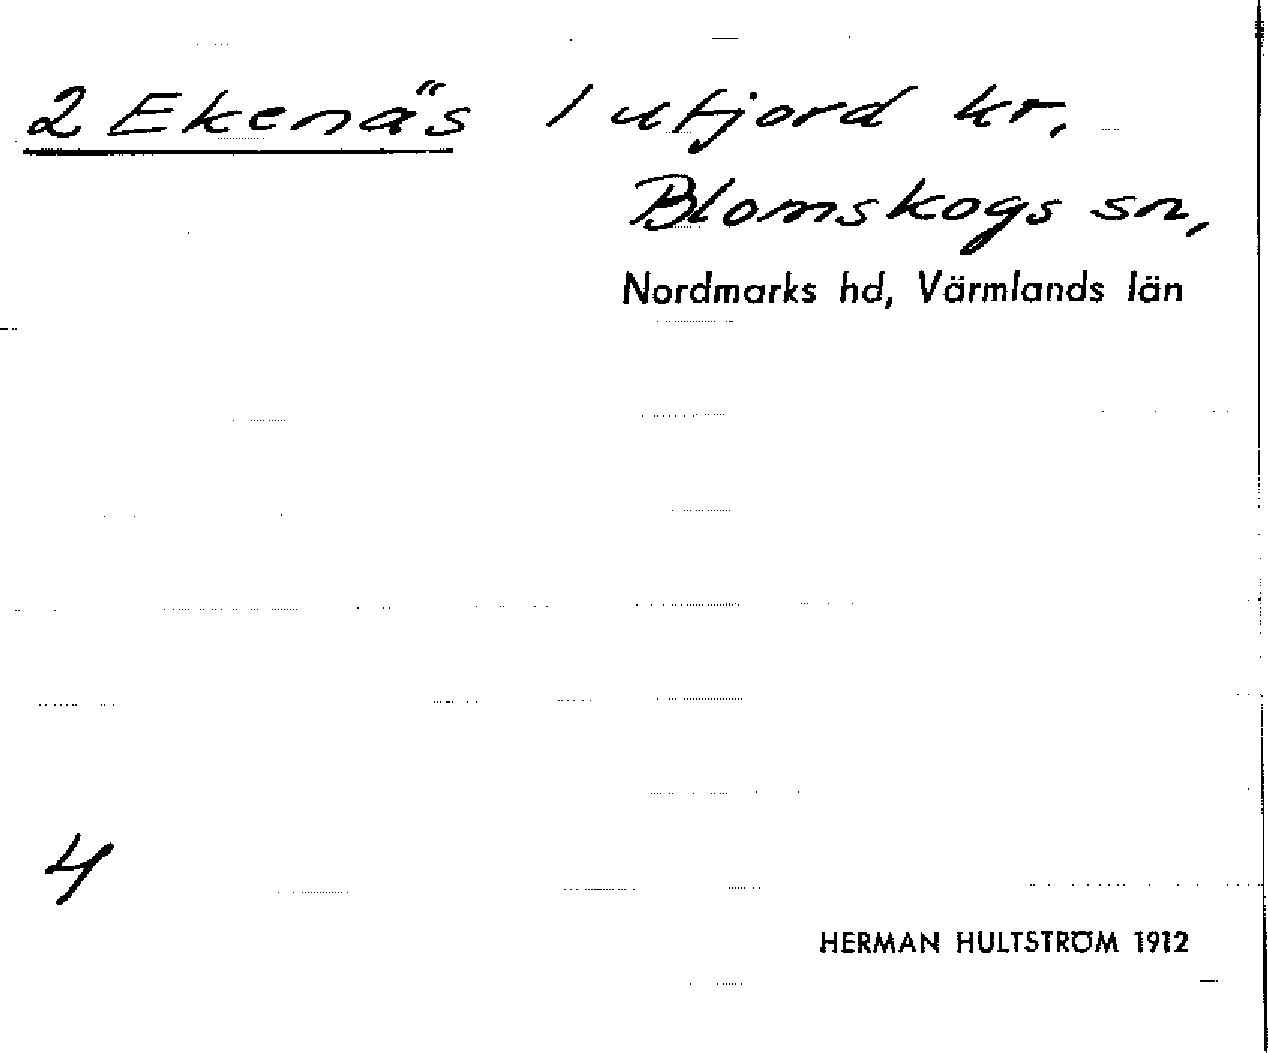 2 Ekenäs 1 utjord kr,
Blomskogs sn,
Nordmarks hd, Värmlands län
4
HERMAN HULTSTRÖM 1912